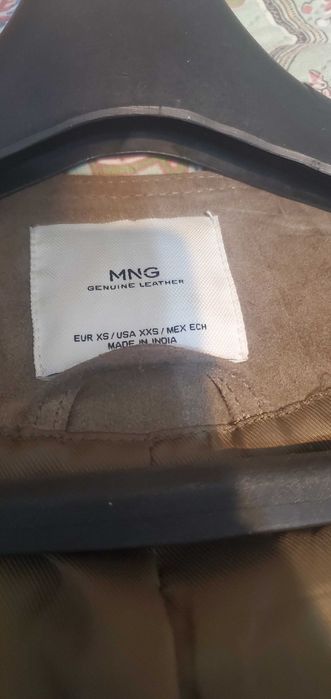 MNG
GENUINE LEATHER
EUR XS / USA XXS / MEX ECH
MADE IN INDIA